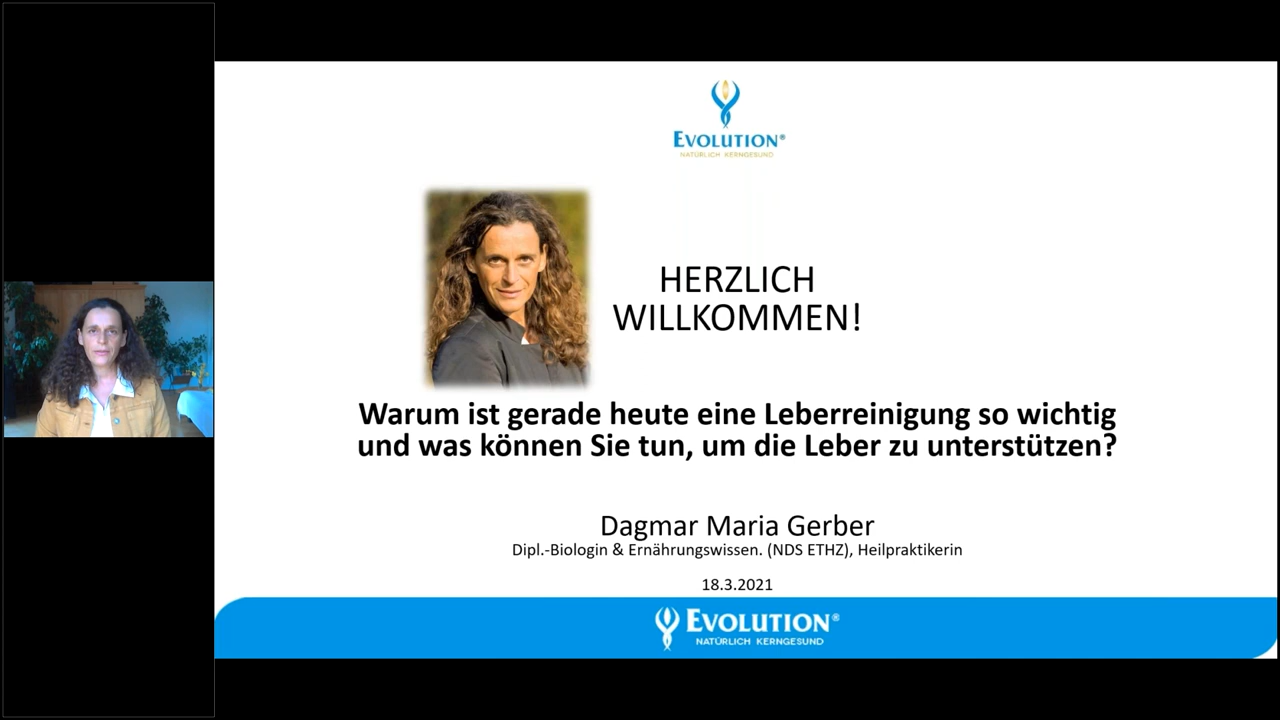 EVOLUTION®
NATÜRLICH KERNGESUND
HERZLICH
WILLKOMMEN!
Warum ist gerade heute eine Leberreinigung so wichtig
und was können Sie tun, um die Leber zu unterstützen?
Dagmar Maria Gerber
Dipl.-Biologin & Ernährungswissen. (NDS ETHZ), Heilpraktikerin
18.3.2021
EVOLUTION®
NATÜRLICH KERNGESUND